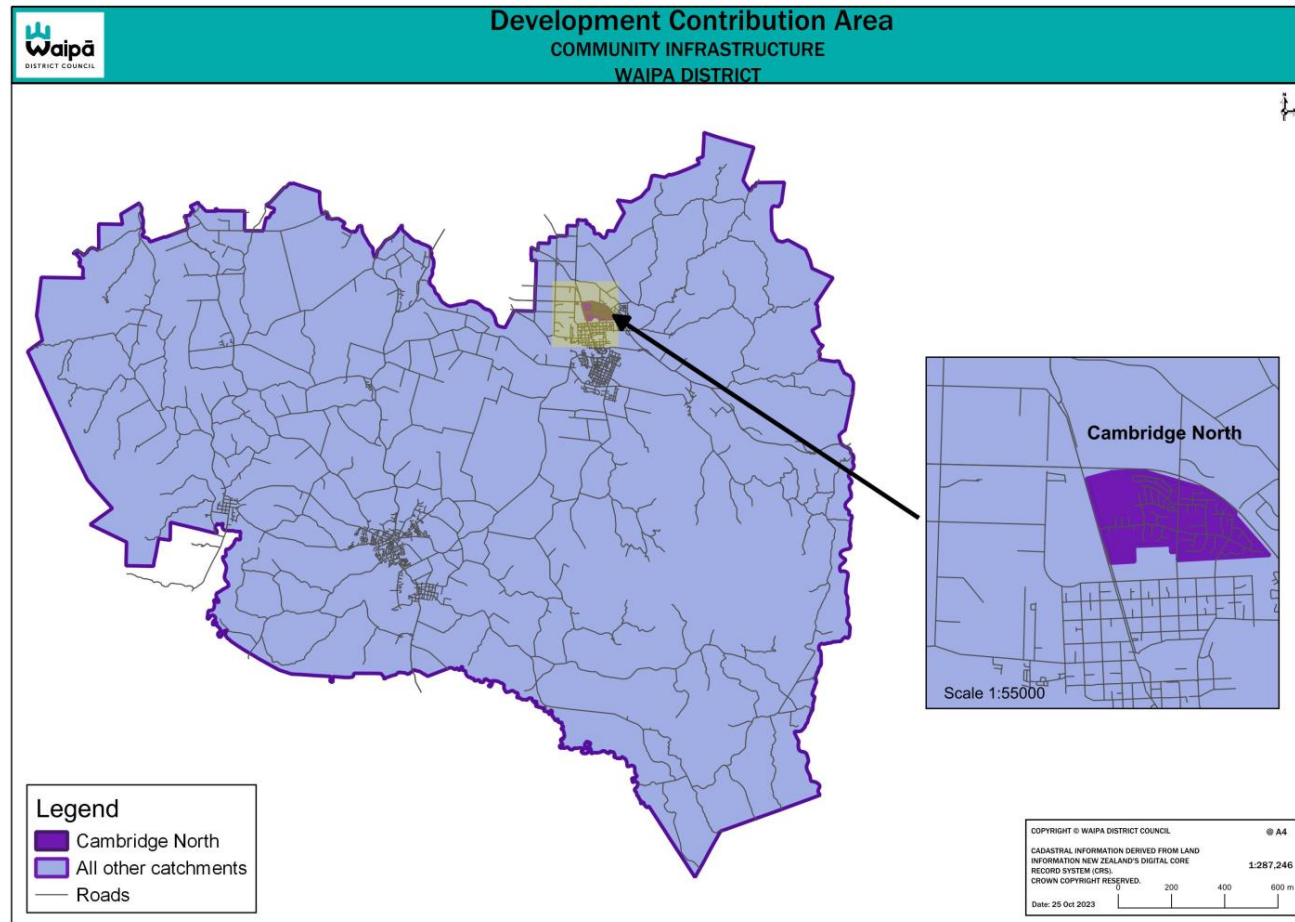 Waipā
DISTRICT COUNCIL
Development Contribution Area
COMMUNITY INFRASTRUCTURE
WAIPA DISTRICT
N
Cambridge North
Scale 1:55000
Legend
Cambridge North
All other catchments
Roads
COPYRIGHT © WAIPA DISTRICT COUNCIL
@ A4
CADASTRAL INFORMATION DERIVED FROM LAND
INFORMATION NEW ZEALAND'S DIGITAL CORE
RECORD SYSTEM (CRS).
CROWN COPYRIGHT RESERVED.
1:287,246
0 200 400 600 m
Date: 25 Oct 2023